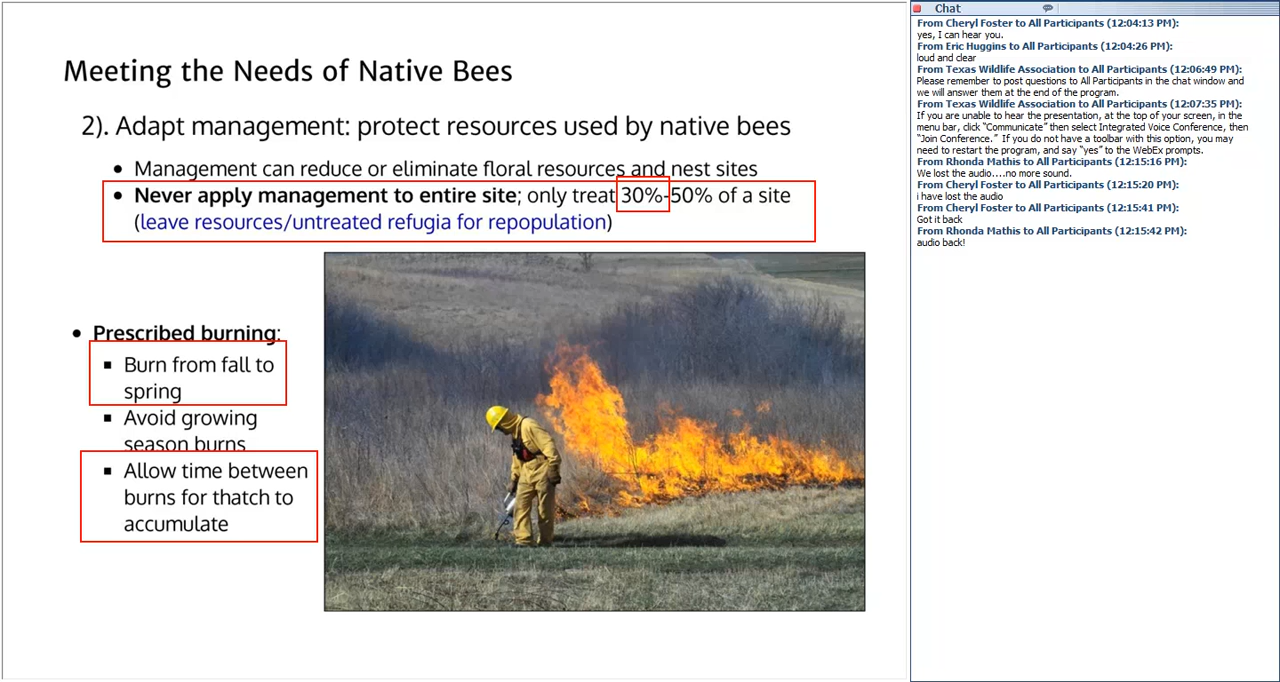 Meeting the Needs of Native Bees
2). Adapt management: protect resources used by native bees
• Management can reduce or eliminate floral resources and nest sites
• Never apply management to entire site; only treat 30%-50% of a site
(leave resources/untreated refugia for repopulation)
• Prescribed burning:
▪ Burn from fall to
spring
▪ Avoid growing
season burns
▪ Allow time between
burns for thatch to
accumulate
Chat
From Cheryl Foster to All Participants (12:04:13 PM):
yes, I can hear you.
From Eric Huggins to All Participants (12:04:26 PM):
loud and clear
From Texas Wildlife Association to All Participants (12:06:49 PM):
Please remember to post questions to All Participants in the chat window and
we will answer them at the end of the program.
From Texas Wildlife Association to All Participants (12:07:35 PM):
If you are unable to hear the presentation, at the top of your screen, in the
menu bar, click “Communicate” then select Integrated Voice Conference, then
“Join Conference.”  If you do not have a toolbar with this option, you may
need to restart the program, and say “yes” to the WebEx prompts.
From Rhonda Mathis to All Participants (12:15:16 PM):
We lost the audio....no more sound.
From Cheryl Foster to All Participants (12:15:20 PM):
i have lost the audio
From Cheryl Foster to All Participants (12:15:41 PM):
Got it back
From Rhonda Mathis to All Participants (12:15:42 PM):
audio back!